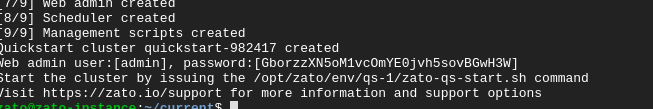 [7/9] Web admin created
[8/9] Scheduler created
[9/9] Management scripts created
Quickstart cluster quickstart-982417 created
Web admin user:[admin], password:[GborzzXN5oM1vcOmYE0jvh5sovBGwH3W]
Start the cluster by issuing the /opt/zato/env/qs-1/zato-qs-start.sh command
Visit https://zato.io/support for more information and support options
zato@zato-instance:~/current$